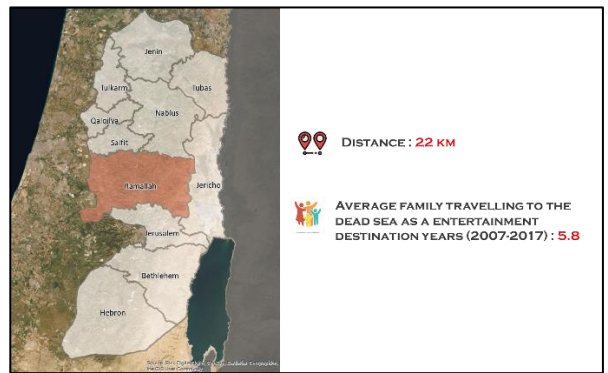 Jenin
Tulkarm
Tubas
Nablus
Qalqilya
Salfit
Ramallah
Jericho
Jerusalem
Bethlehem
Hebron
DISTANCE : 22 KM
AVERAGE FAMILY TRAVELLING TO THE
DEAD SEA AS A ENTERTAINMENT
DESTINATION YEARS (2007-2017) : 5.8